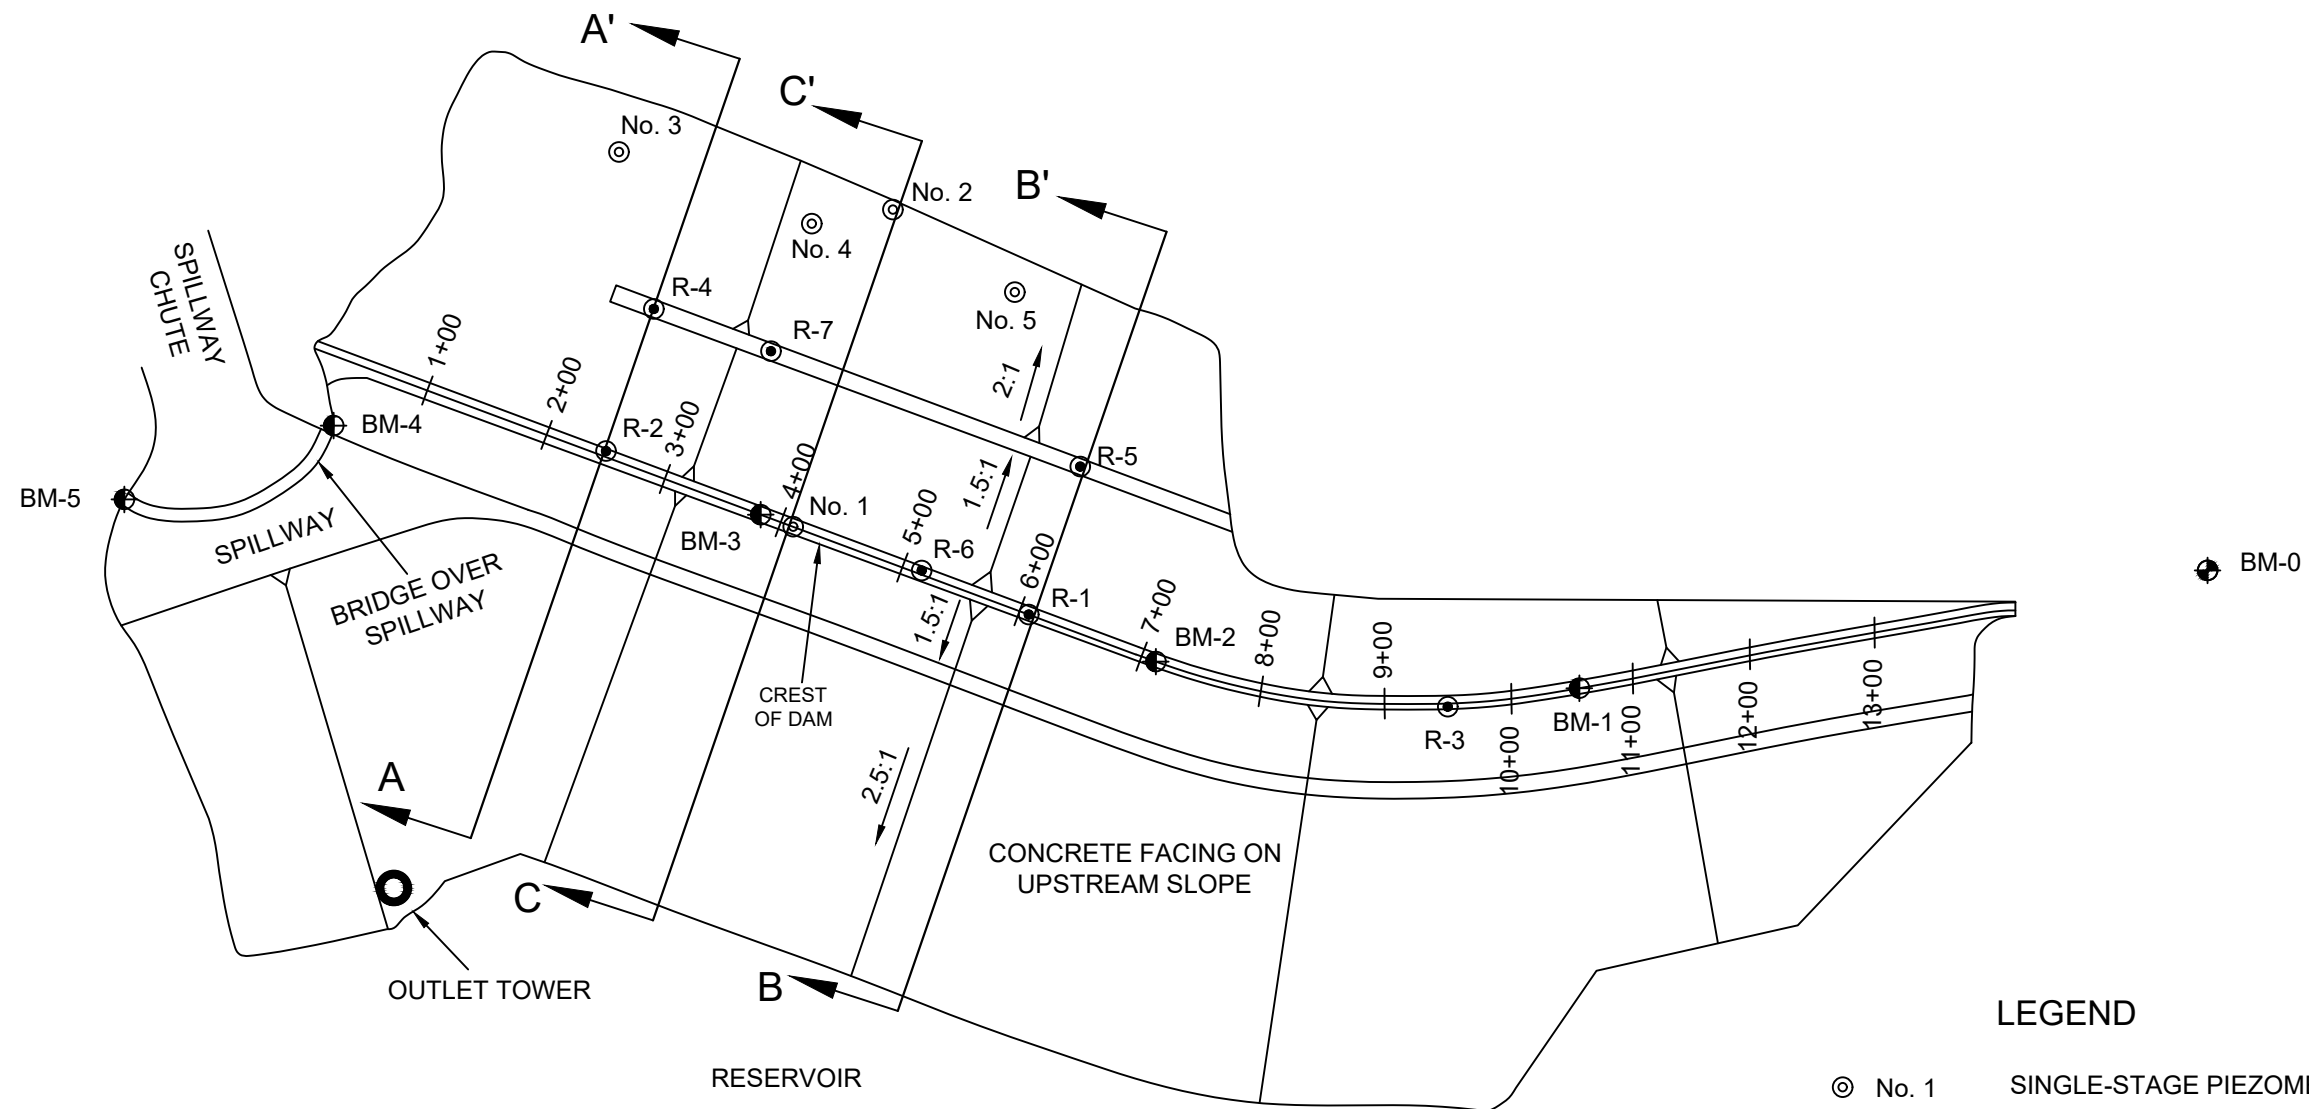 A'
C'
No. 3
B'
No. 2
No. 4
SPILLWAY
CHUTE
R-4
No. 5
R-7
1+00
2+00
2:1
BM-4
R-2
3+00
R-5
4+00
1.5:1
BM-5
No. 1
5+00
SPILLWAY
BM-3
R-6
6+00
BM-0
BRIDGE OVER
SPILLWAY
1.5:1
R-1
7+00
BM-2
8+00
9+00
CREST
OF DAM
R-3
BM-1
10+00
11+00
12+00
13+00
A
2.5:1
CONCRETE FACING ON
UPSTREAM SLOPE
C
B
OUTLET TOWER
LEGEND
RESERVOIR
No. 1 SINGLE-STAGE